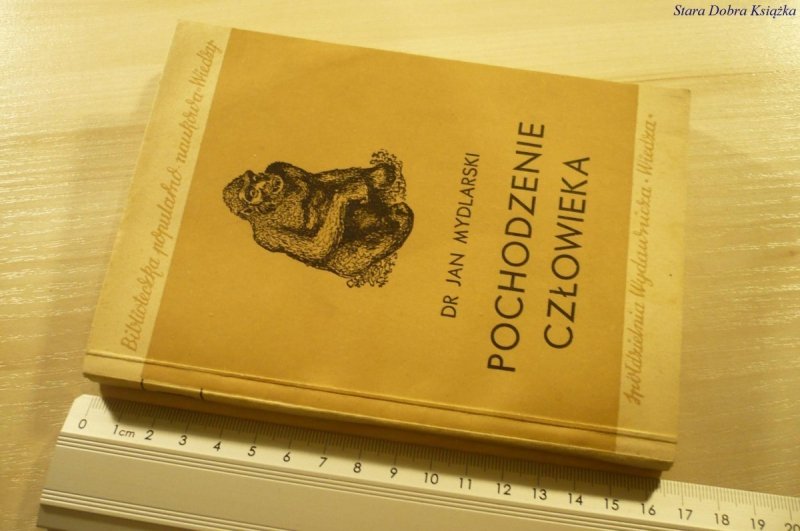 Stara Dobra Książka
Biblioteczka popularno naukowa «Wiedzy»
DR JAN MYDLARSKI
POCHODZENIE
CZŁOWIEKA
Spółdzielnia Wydawnicza «Wiedza»
0 1cm 2 3 4 5 6 7 8 9 10 11 12 13 14 15 16 17 18 19 20